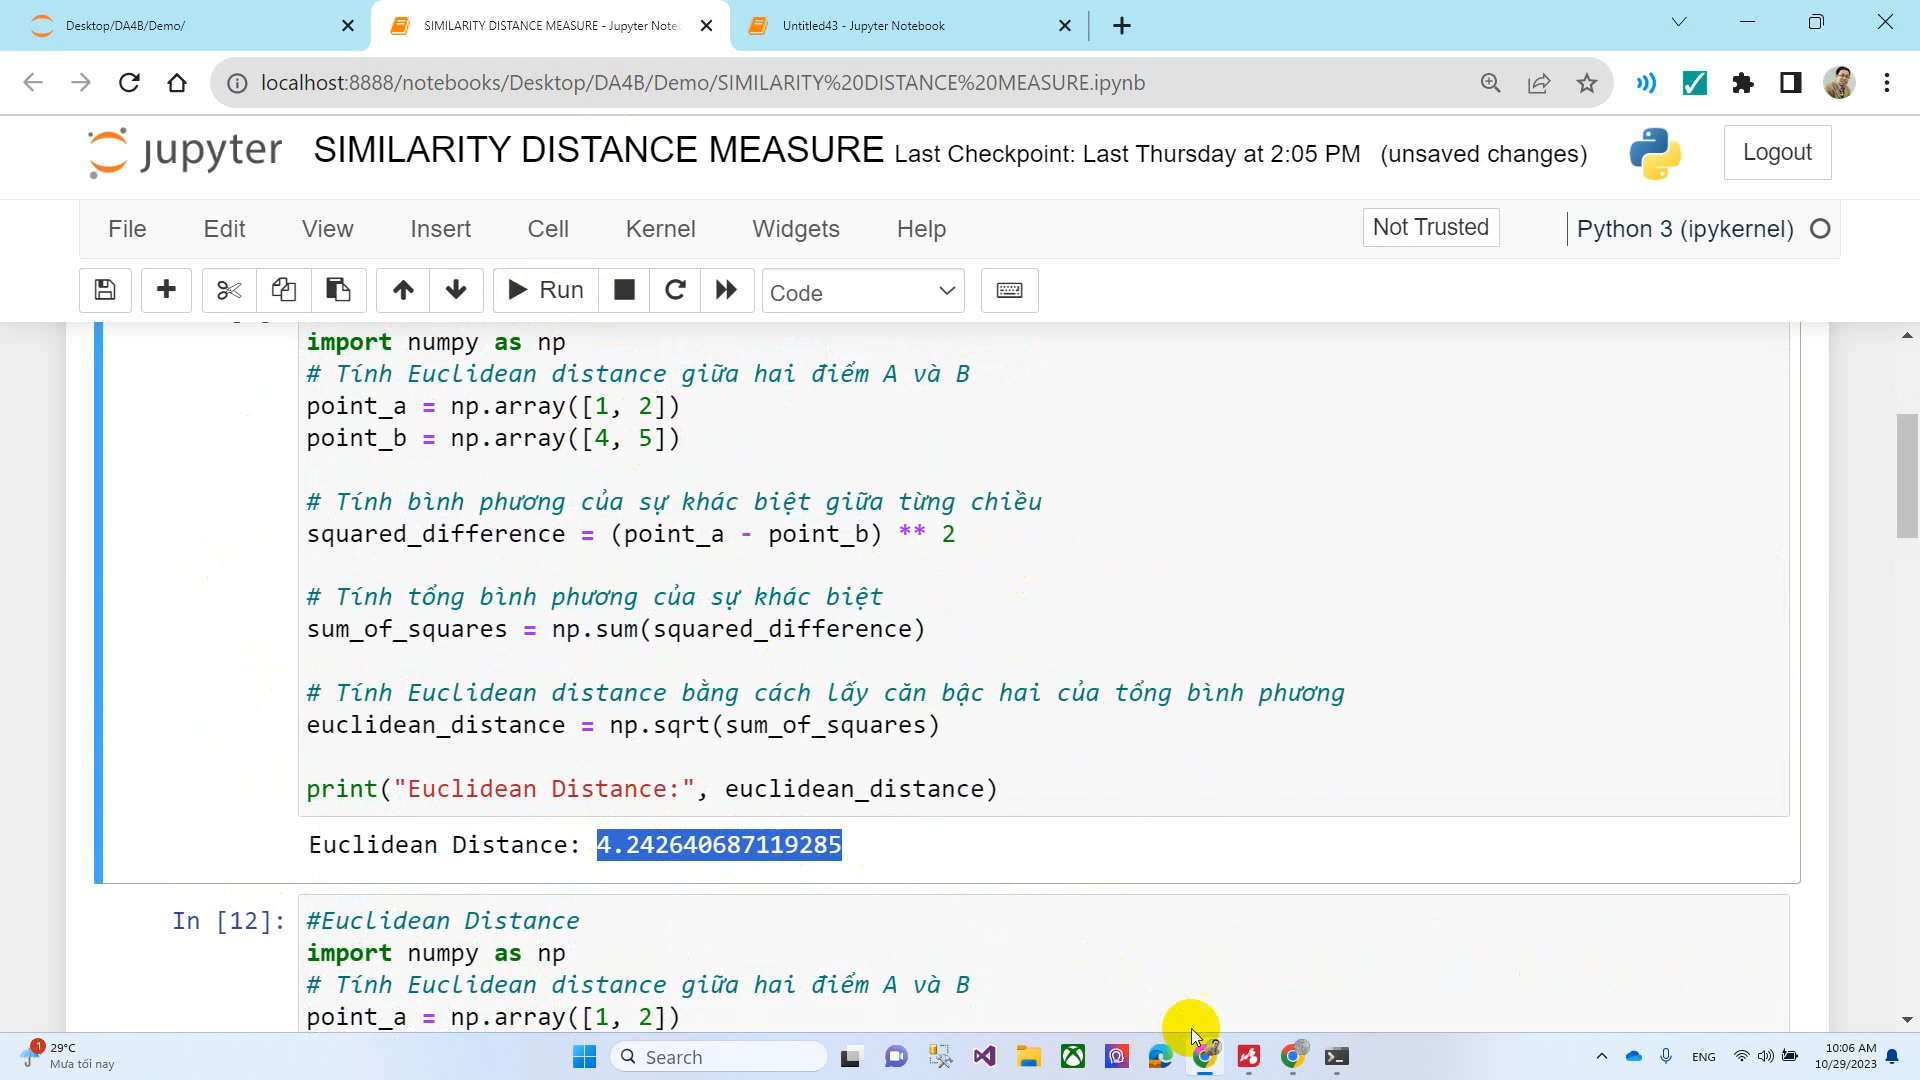 Desktop/DA4B/Demo/
SIMILARITY DISTANCE MEASURE - Jupyter Note
Untitled43 - Jupyter Notebook
localhost:8888/notebooks/Desktop/DA4B/Demo/SIMILARITY%20DISTANCE%20MEASURE.ipynb
jupyter SIMILARITY DISTANCE MEASURE Last Checkpoint: Last Thursday at 2:05 PM (unsaved changes)
Logout
File Edit View Insert Cell Kernel Widgets Help
Not Trusted
Python 3 (ipykernel)
Run
Code
import numpy as np
# Tính Euclidean distance giữa hai điểm A và B
point_a = np.array([1, 2])
point_b = np.array([4, 5])
# Tính bình phương của sự khác biệt giữa từng chiều
squared_difference = (point_a - point_b) ** 2
# Tính tổng bình phương của sự khác biệt
sum_of_squares = np.sum(squared_difference)
# Tính Euclidean distance bằng cách lấy căn bậc hai của tổng bình phương
euclidean_distance = np.sqrt(sum_of_squares)
print("Euclidean Distance:", euclidean_distance)
Euclidean Distance: 4.242640687119285
In [12]:
#Euclidean Distance
import numpy as np
# Tính Euclidean distance giữa hai điểm A và B
point_a = np.array([1, 2])
1
29°C
Mưa tối nay
Search
ENG
10:06 AM
10/29/2023